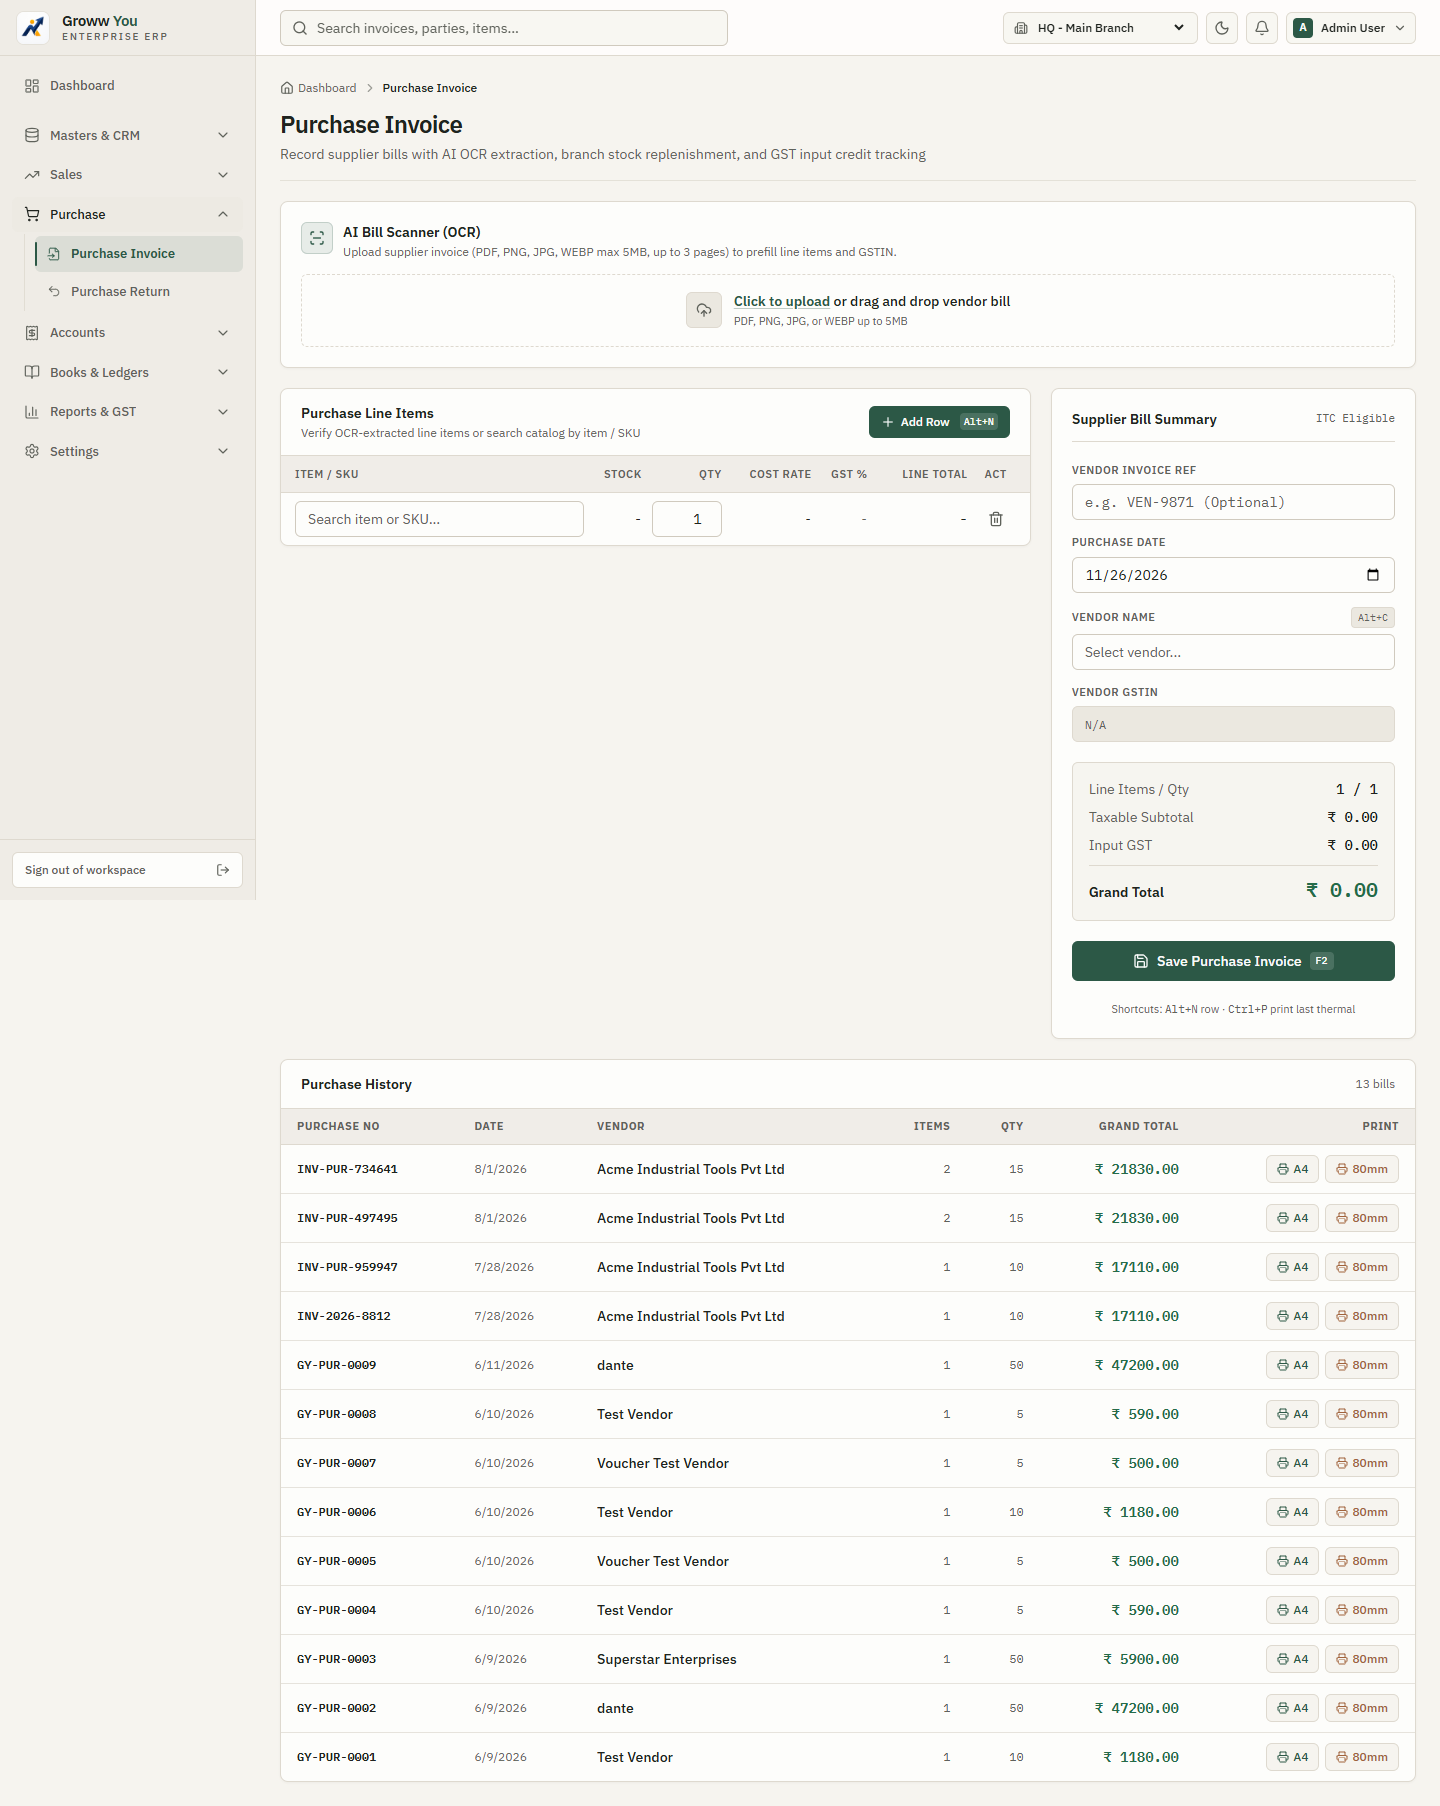 Groww You
ENTERPRISE ERP
Search invoices, parties, items...
HQ - Main Branch
A Admin User
Dashboard
Masters & CRM
Sales
Purchase
Purchase Invoice
Purchase Return
Accounts
Books & Ledgers
Reports & GST
Settings
Sign out of workspace
Dashboard > Purchase Invoice
Purchase Invoice
Record supplier bills with AI OCR extraction, branch stock replenishment, and GST input credit tracking
AI Bill Scanner (OCR)
Upload supplier invoice (PDF, PNG, JPG, WEBP max 5MB, up to 3 pages) to prefill line items and GSTIN.
Click to upload or drag and drop vendor bill
PDF, PNG, JPG, or WEBP up to 5MB
Purchase Line Items
Verify OCR-extracted line items or search catalog by item / SKU
+ Add Row Alt+N
ITEM / SKU STOCK QTY COST RATE GST % LINE TOTAL ACT
Search item or SKU... - 1 - - -
Supplier Bill Summary ITC Eligible
VENDOR INVOICE REF
e.g. VEN-9871 (Optional)
PURCHASE DATE
11/26/2026
VENDOR NAME Alt+C
Select vendor...
VENDOR GSTIN
N/A
Line Items / Qty 1 / 1
Taxable Subtotal ₹ 0.00
Input GST ₹ 0.00
Grand Total ₹ 0.00
Save Purchase Invoice F2
Shortcuts: Alt+N row · Ctrl+P print last thermal
Purchase History 13 bills
PURCHASE NO DATE VENDOR ITEMS QTY GRAND TOTAL PRINT
INV-PUR-734641 8/1/2026 Acme Industrial Tools Pvt Ltd 2 15 ₹ 21830.00 A4 80mm
INV-PUR-497495 8/1/2026 Acme Industrial Tools Pvt Ltd 2 15 ₹ 21830.00 A4 80mm
INV-PUR-959947 7/28/2026 Acme Industrial Tools Pvt Ltd 1 10 ₹ 17110.00 A4 80mm
INV-2026-8812 7/28/2026 Acme Industrial Tools Pvt Ltd 1 10 ₹ 17110.00 A4 80mm
GY-PUR-0009 6/11/2026 dante 1 50 ₹ 47200.00 A4 80mm
GY-PUR-0008 6/10/2026 Test Vendor 1 5 ₹ 590.00 A4 80mm
GY-PUR-0007 6/10/2026 Voucher Test Vendor 1 5 ₹ 500.00 A4 80mm
GY-PUR-0006 6/10/2026 Test Vendor 1 10 ₹ 1180.00 A4 80mm
GY-PUR-0005 6/10/2026 Voucher Test Vendor 1 5 ₹ 500.00 A4 80mm
GY-PUR-0004 6/10/2026 Test Vendor 1 5 ₹ 590.00 A4 80mm
GY-PUR-0003 6/9/2026 Superstar Enterprises 1 50 ₹ 5900.00 A4 80mm
GY-PUR-0002 6/9/2026 dante 1 50 ₹ 47200.00 A4 80mm
GY-PUR-0001 6/9/2026 Test Vendor 1 10 ₹ 1180.00 A4 80mm